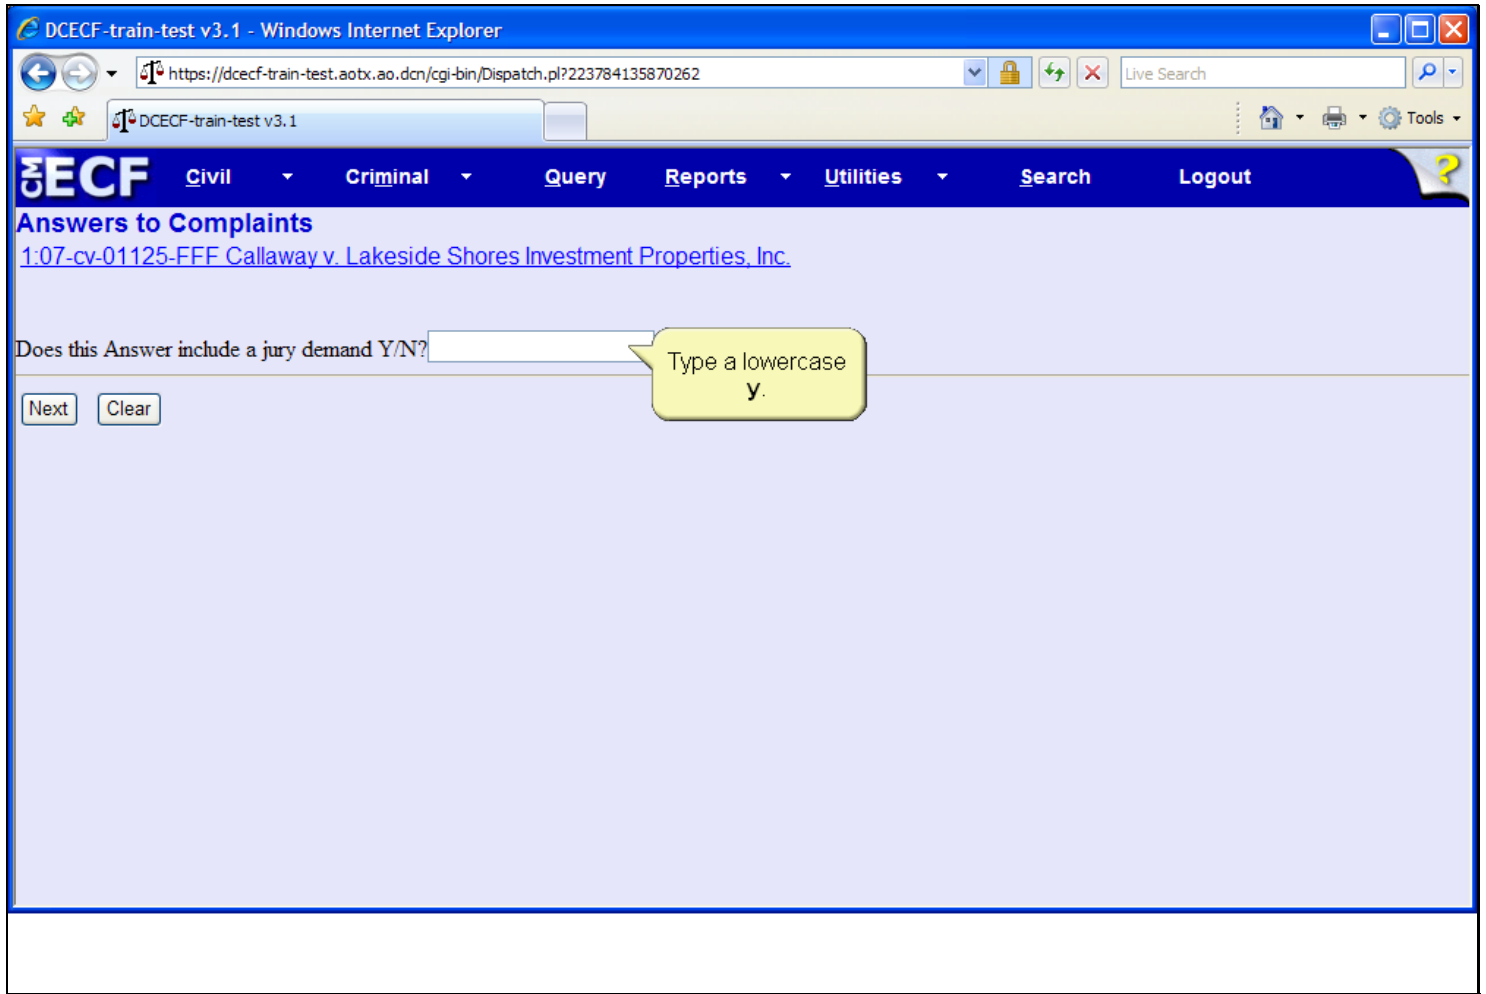 DCECF-train-test v3.1 - Windows Internet Explorer
https://dcecf-train-test.aotx.ao.dcn/cgi-bin/Dispatch.pl?223784135870262
Live Search
DCECF-train-test v3.1
Tools
CM ECF Civil Criminal Query Reports Utilities Search Logout ?
Answers to Complaints
1:07-cv-01125-FFF Callaway v. Lakeside Shores Investment Properties, Inc.
Does this Answer include a jury demand Y/N?
Type a lowercase
y.
Next Clear